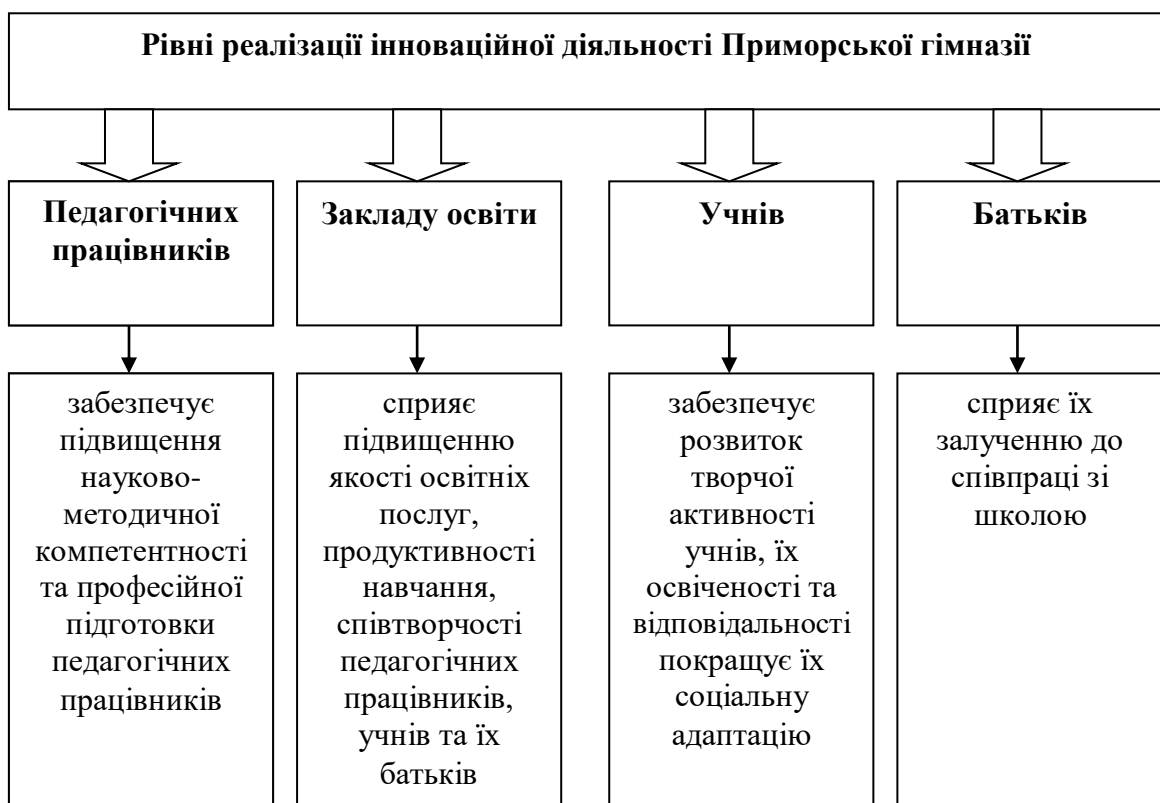 Рівні реалізації інноваційної діяльності Приморської гімназії
Педагогічних
працівників
Закладу освіти
Учнів
Батьків
забезпечує
підвищення
науково-
методичної
компетентності
та професійної
підготовки
педагогічних
працівників
сприяє
підвищенню
якості освітніх
послуг,
продуктивності
навчання,
співтворчості
педагогічних
працівників,
учнів та їх
батьків
забезпечує
розвиток
творчої
активності
учнів, їх
освіченості та
відповідальності
покращує їх
соціальну
адаптацію
сприяє їх
залученню до
співпраці зі
школою